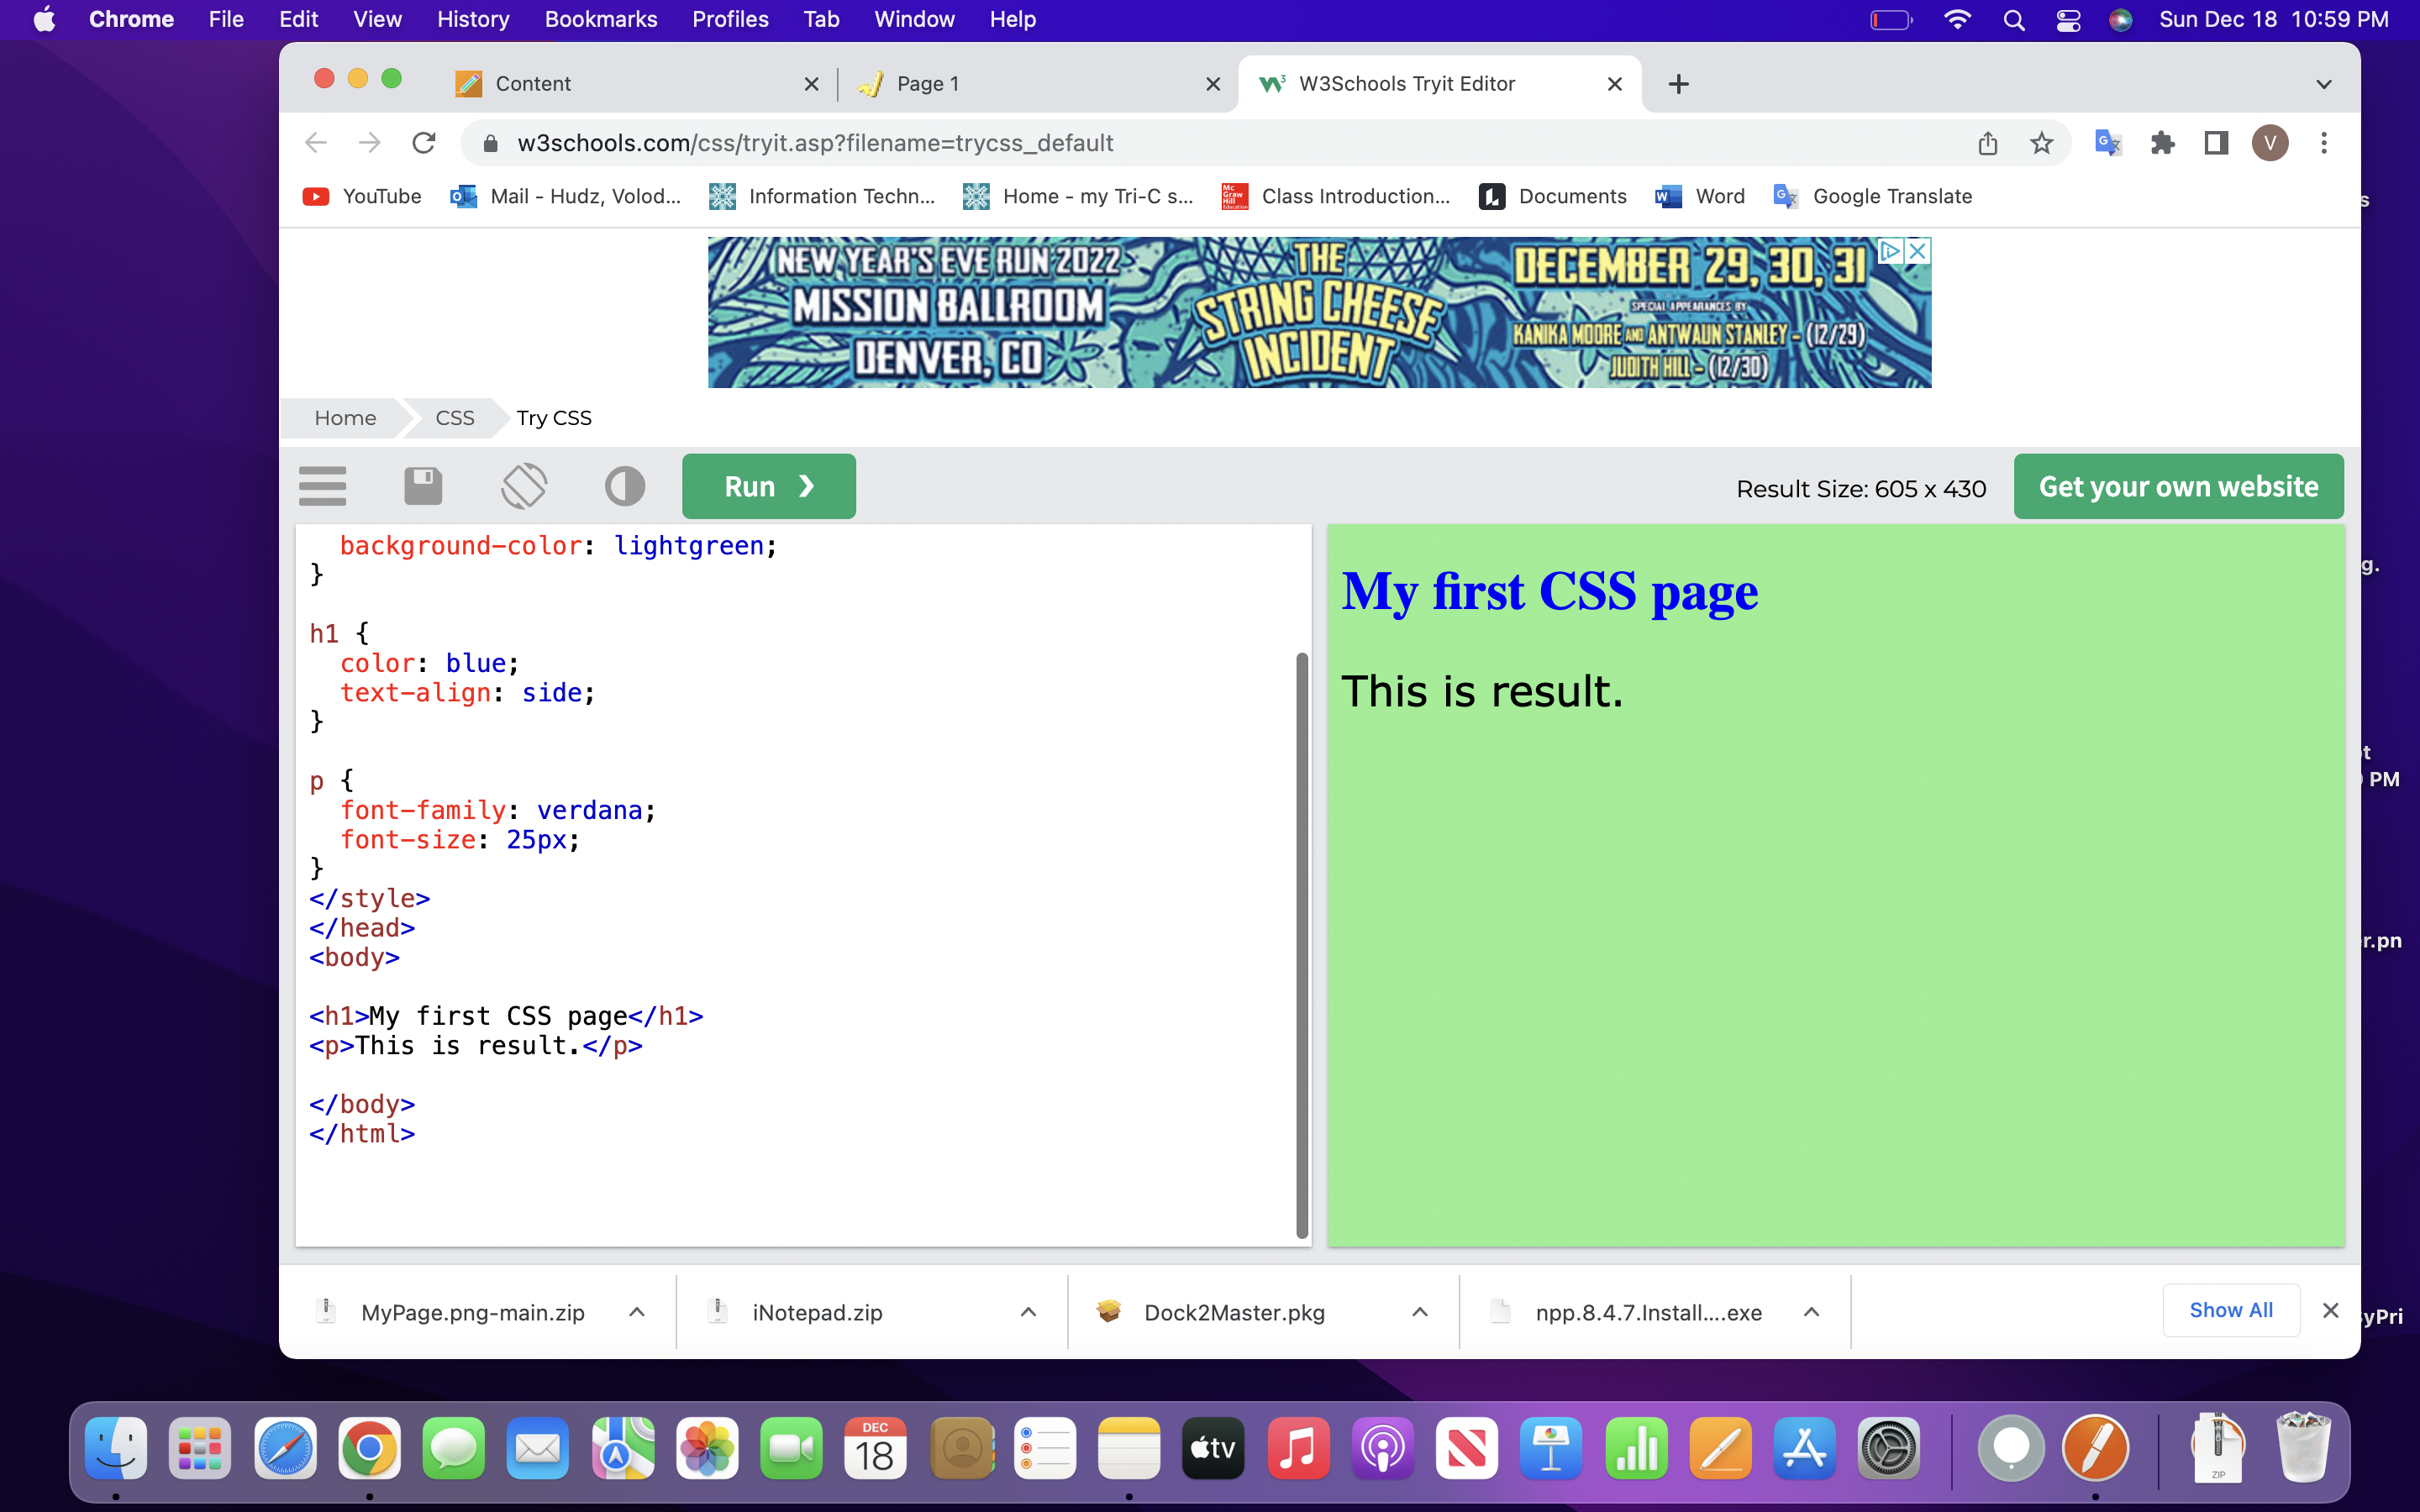 Chrome File Edit View History Bookmarks Profiles Tab Window Help Sun Dec 18 10:59 PM
Content Page 1 W3Schools Tryit Editor
w3schools.com/css/tryit.asp?filename=trycss_default V
YouTube Mail - Hudz, Volod... Information Techn... Home - my Tri-C s... Class Introduction... Documents Word Google Translate
NEW YEAR'S EVE RUN 2022
MISSION BALLROOM
DENVER, CO
THE
STRING CHEESE
INCIDENT
DECEMBER 29, 30, 31
SPECIAL APPEARANCES BY
KANIKA MOORE AND ANTWAUN STANLEY - (12/29)
JUDITH HILL - (12/30)
Home CSS Try CSS
Run ❯ Result Size: 605 x 430 Get your own website
background-color: lightgreen;
}
h1 {
color: blue;
text-align: side;
}
p {
font-family: verdana;
font-size: 25px;
}
</style>
</head>
<body>
<h1>My first CSS page</h1>
<p>This is result.</p>
</body>
</html>
My first CSS page
This is result.
s
g.
t
PM
r.pn
yPri
MyPage.png-main.zip iNotepad.zip Dock2Master.pkg npp.8.4.7.Install....exe Show All
DEC
18
tv
ZIP